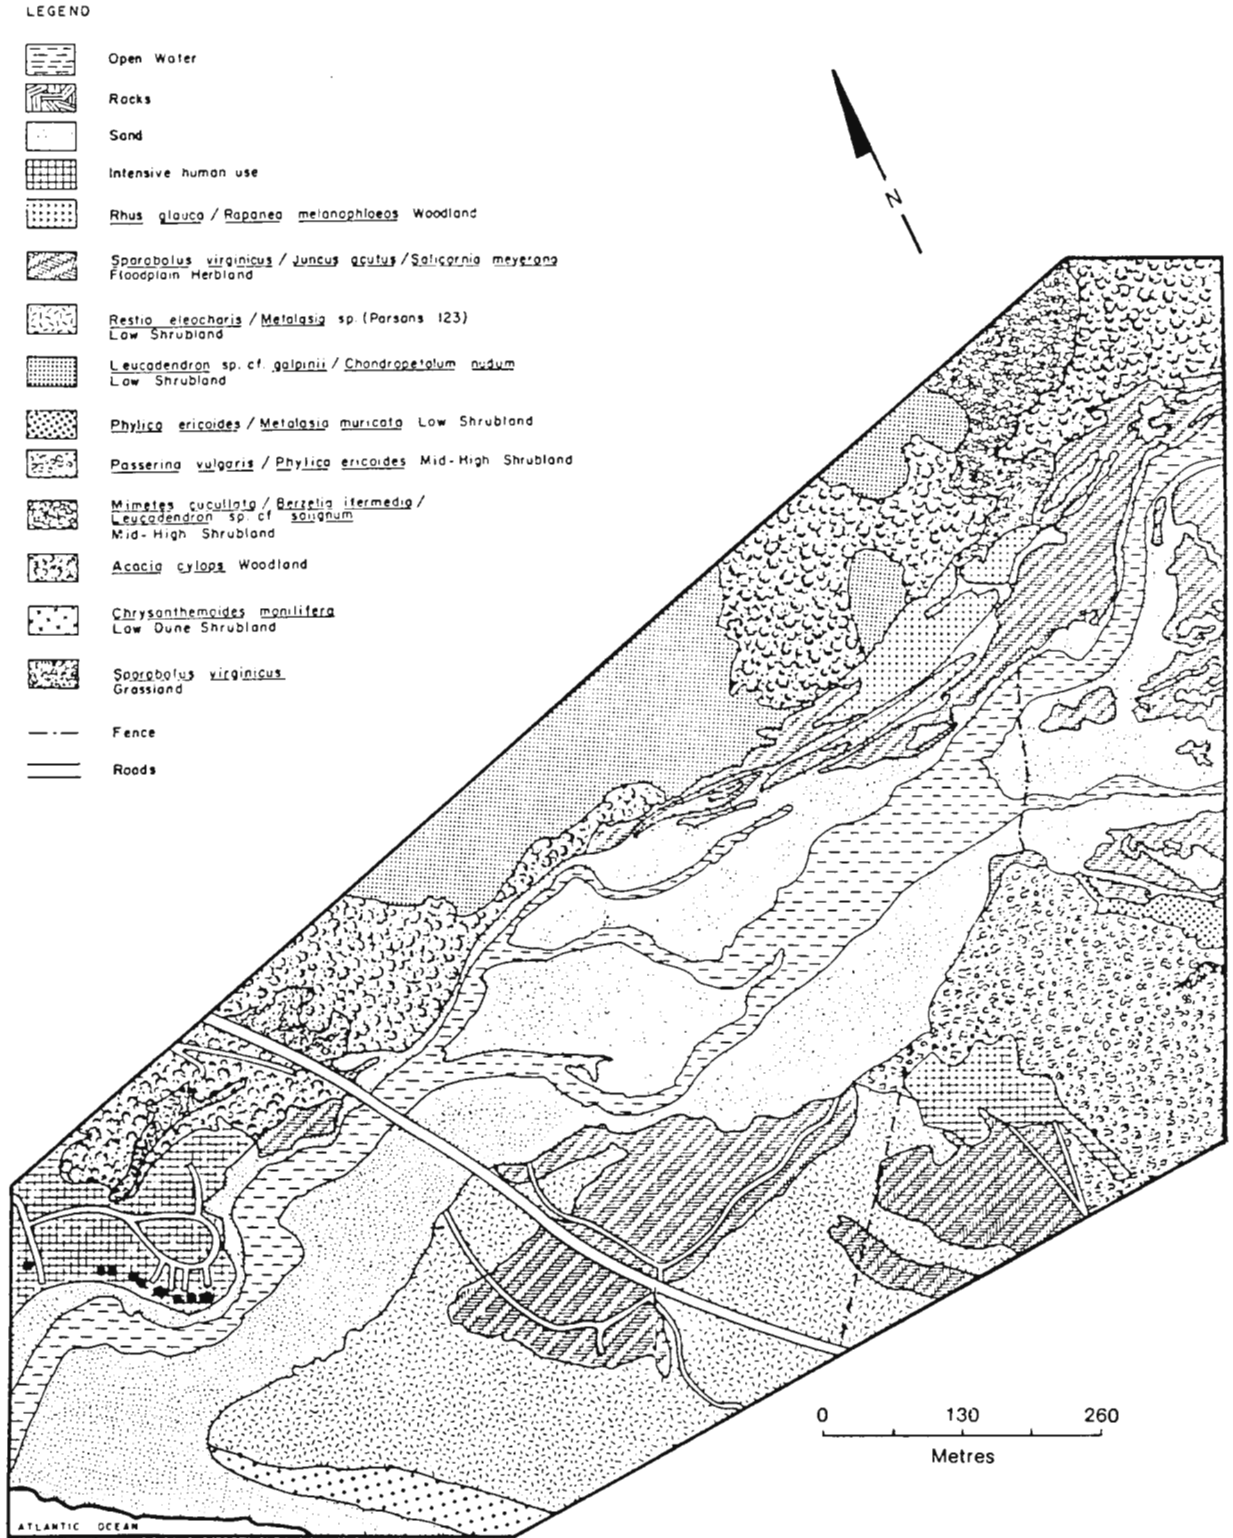 LEGEND
Open Water
Rocks
Sand
Intensive human use
Rhus glauca / Rapanea melanophloeos Woodland
Sporobolus virginicus / Juncus acutus / Salicornia meyerana
Floodplain Herbland
Restio eleocharis / Metalasia sp. (Parsons 123)
Low Shrubland
Leucadendron sp. cf. galpinii / Chondropetalum nudum
Low Shrubland
Phylica ericoides / Metalasia muricata Low Shrubland
Passerina vulgaris / Phylica ericoides Mid-High Shrubland
Mimetes cucullata / Berzelia itermedia /
Leucadendron sp. cf salignum
Mid-High Shrubland
Acacia cylops Woodland
Chrysanthemoides monilifera
Low Dune Shrubland
Sporobolus virginicus
Grassland
Fence
Roads
N
0 130 260
Metres
ATLANTIC OCEAN